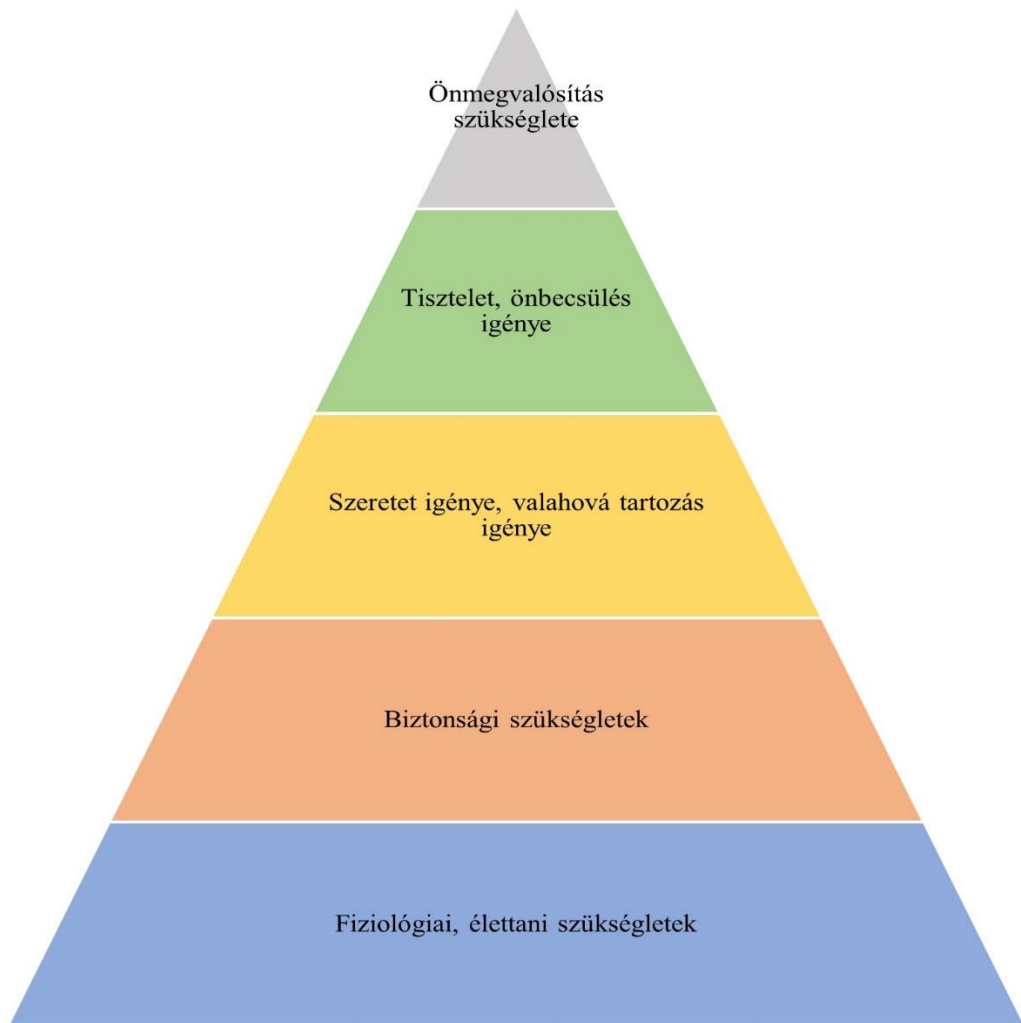 Önmegvalósítás
szükséglete
Tisztelet, önbecsülés
igénye
Szeretet igénye, valahová tartozás
igénye
Biztonsági szükségletek
Fiziológiai, élettani szükségletek